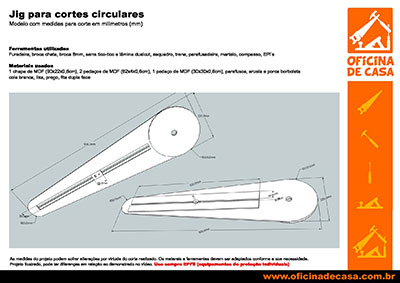 Jig para cortes circulares
Modelo com medidas para corte em milímetros (mm)
OFICINA
DE CASA
Ferramentas utilizadas
Furadeira, broca chata, broca 8mm, serra tico-tico e lâmina dualcut, esquadro, trena, parafusadeira, martelo, compasso, EPI's
Materiais usados
1 chapa de MDF (90x22x0,6cm), 2 pedaços de MDF (62x4x0,6cm), 1 pedaço de MDF (30x30x0,6cm), parafusos, arruela e porca borboleta
cola branca, lixa, prego, fita dupla face
As medidas do projeto podem sofrer alterações por virtude do corte realizado. Os materiais e ferramentas devem ser adequados conforme a sua necessidade.
Projeto ilustrado, pode ter diferenças em relação ao demonstrado no vídeo. Use sempre EPI'S (equipamentos de proteção individuais)
www.oficinadecasa.com.br